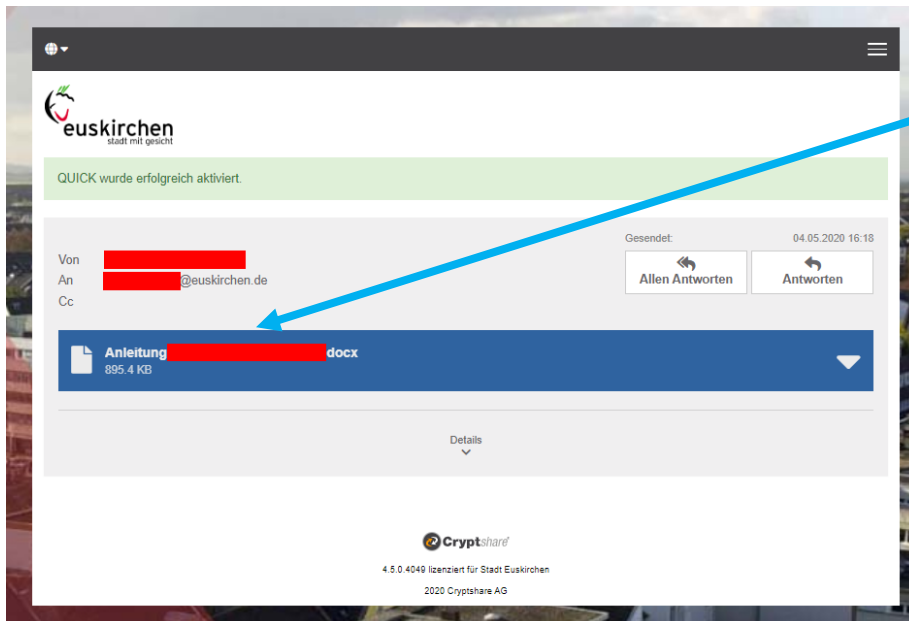 euskirchen
stadt mit gesicht
QUICK wurde erfolgreich aktiviert.
Gesendet: 04.05.2020 16:18
Von
An @euskirchen.de
Cc
Allen Antworten Antworten
Anleitung docx
895.4 KB
Details
Cryptshare
4.5.0.4049 lizenziert für Stadt Euskirchen
2020 Cryptshare AG